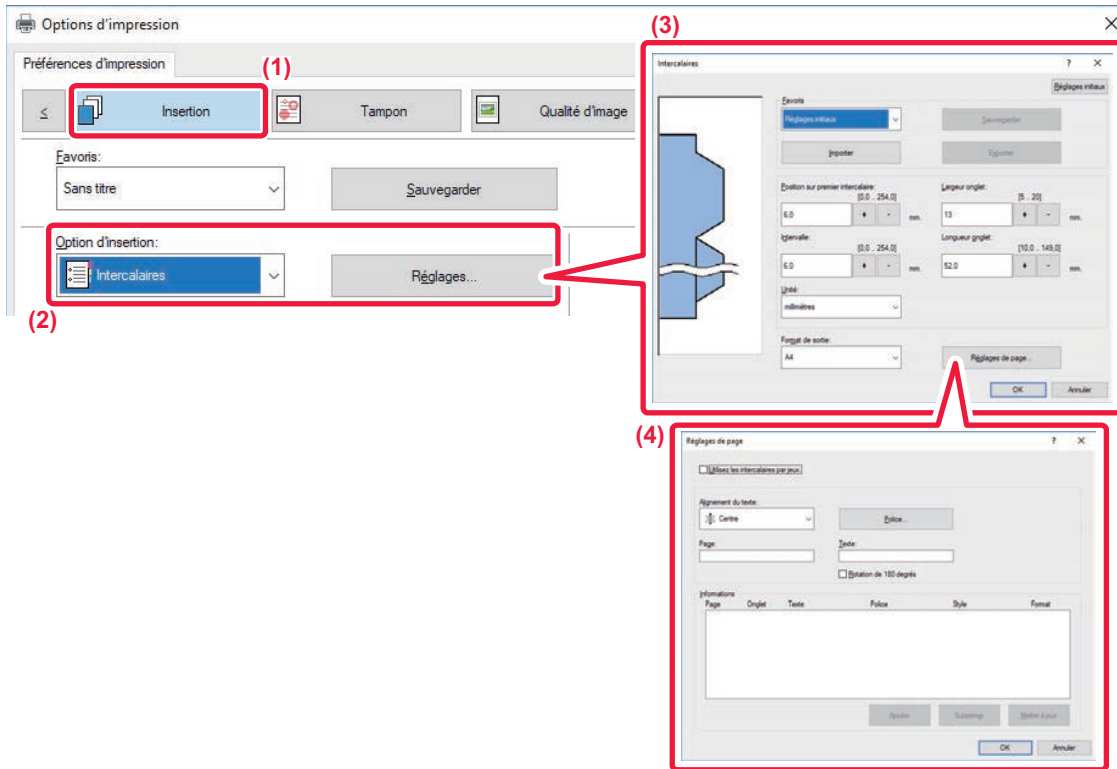 Options d'impression
Préférences d'impression
(1)
≤
Insertion
Tampon
Qualité d'image
Favoris:
Sans titre
Sauvegarder
Option d'insertion:
Intercalaires
Réglages...
(2)
(3)
Intercalaires
?
Réglages initiaux
Favoris
Réglages initiaux
Sauvegarder
Importer
Exporter
Position sur premier intercalaire:
[0,0 .. 254,0]
6.0
+ -
mm.
Largeur onglet:
[5 .. 20]
13
+ -
mm.
Intervalle:
[0,0 .. 254,0]
6.0
+ -
mm.
Longueur onglet:
[10,0 .. 149,0]
52.0
+ -
mm.
Unité:
millimètres
Format de sortie:
A4
Réglages de page...
OK
Annuler
(4)
Réglages de page
?
Utilisez les intercalaires par jeux
Alignement du texte:
Centre
Police...
Page:
Texte:
Rotation de 180 degrés
Informations
Page Onglet Texte Police Style Format
Ajouter
Supprimer
Mettre à jour
OK
Annuler